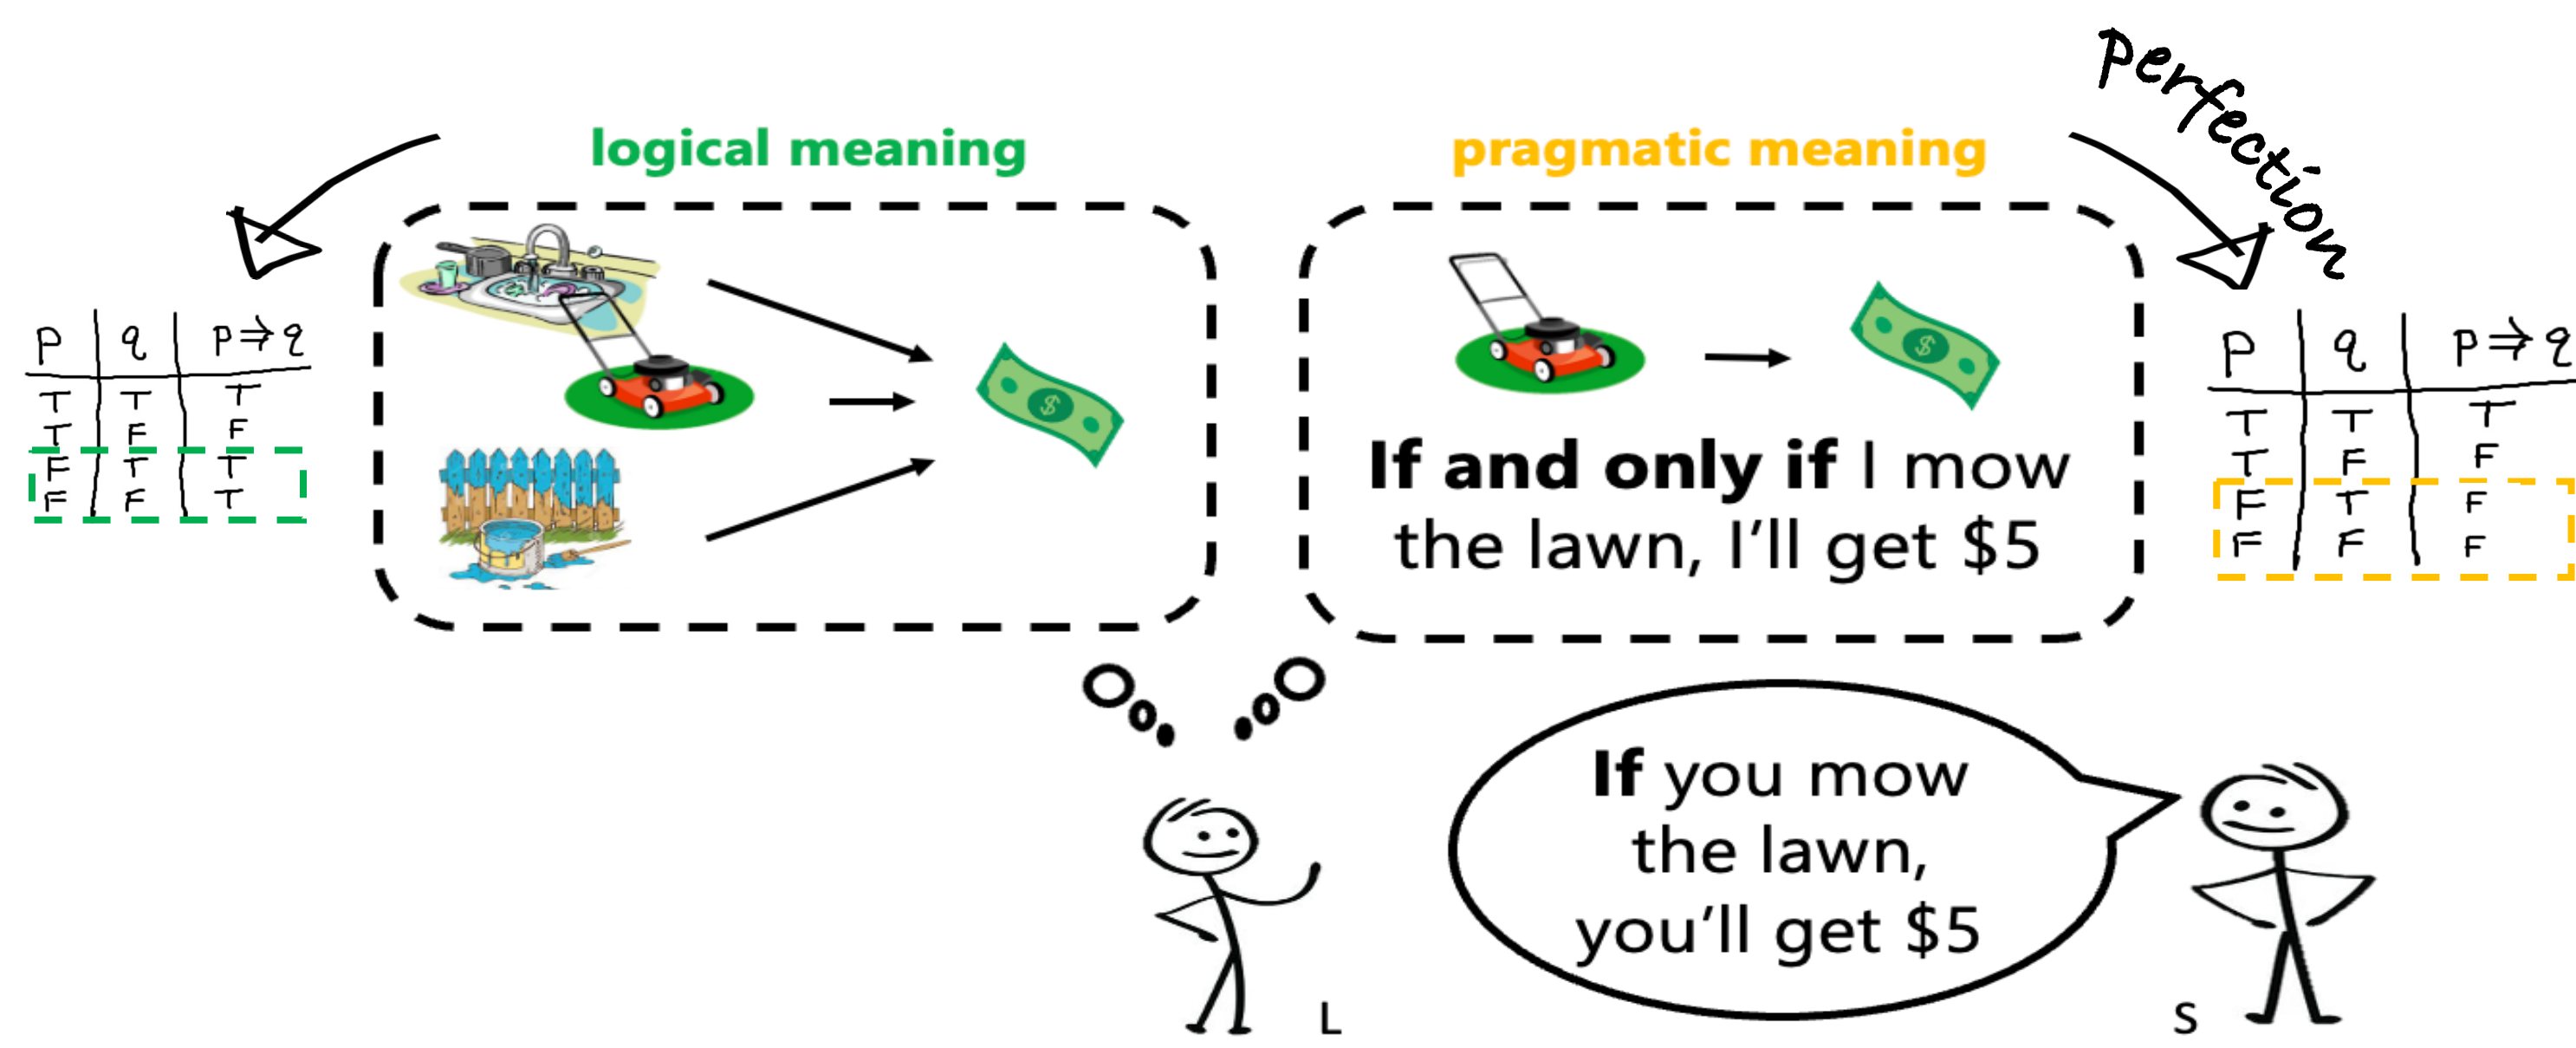 perfection
logical meaning
pragmatic meaning
p q p⇒q
T T T
T F F
F T T
F F T
$
$
If and only if I mow
the lawn, I'll get $5
p q p⇒q
T T T
T F F
F T F
F F F
If you mow
the lawn,
you'll get $5
L
S